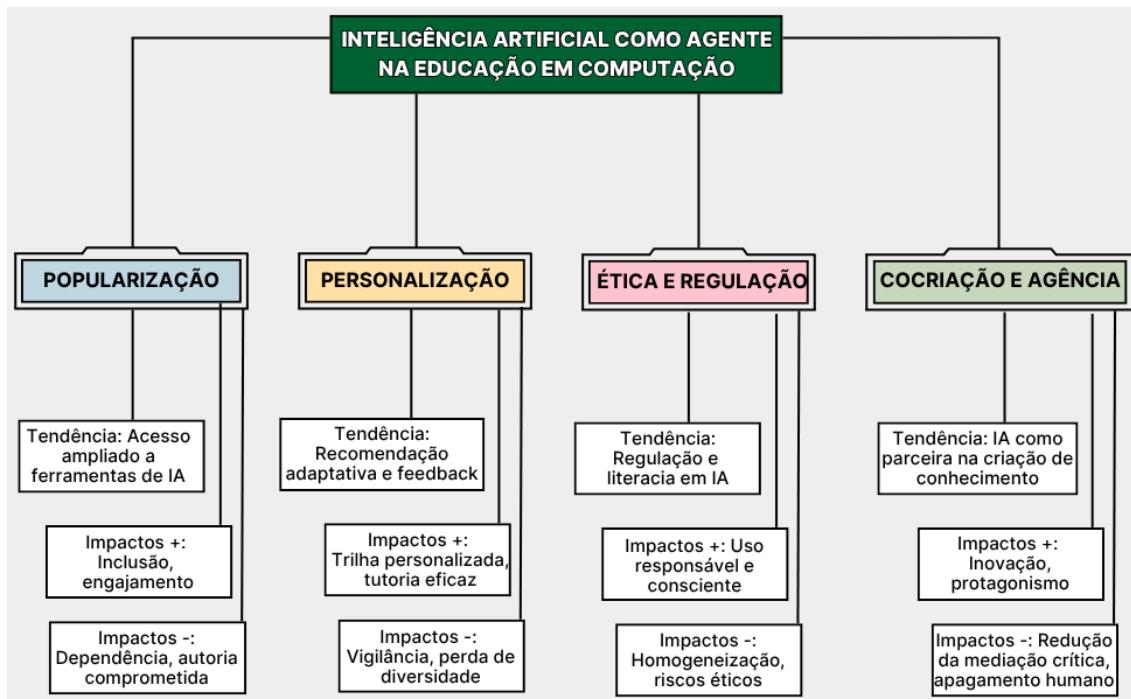 INTELIGÊNCIA ARTIFICIAL COMO AGENTE
NA EDUCAÇÃO EM COMPUTAÇÃO
POPULARIZAÇÃO
Tendência: Acesso
ampliado a
ferramentas de IA
Impactos +:
Inclusão,
engajamento
Impactos -:
Dependência, autoria
comprometida
PERSONALIZAÇÃO
Tendência:
Recomendação
adaptativa e feedback
Impactos +:
Trilha personalizada,
tutoria eficaz
Impactos -:
Vigilância, perda de
diversidade
ÉTICA E REGULAÇÃO
Tendência:
Regulação e
literacia em IA
Impactos +: Uso
responsável e
consciente
Impactos -:
Homogeneização,
riscos éticos
COCRIAÇÃO E AGÊNCIA
Tendência: IA como
parceira na criação de
conhecimento
Impactos +:
Inovação,
protagonismo
Impactos -: Redução
da mediação crítica,
apagamento humano